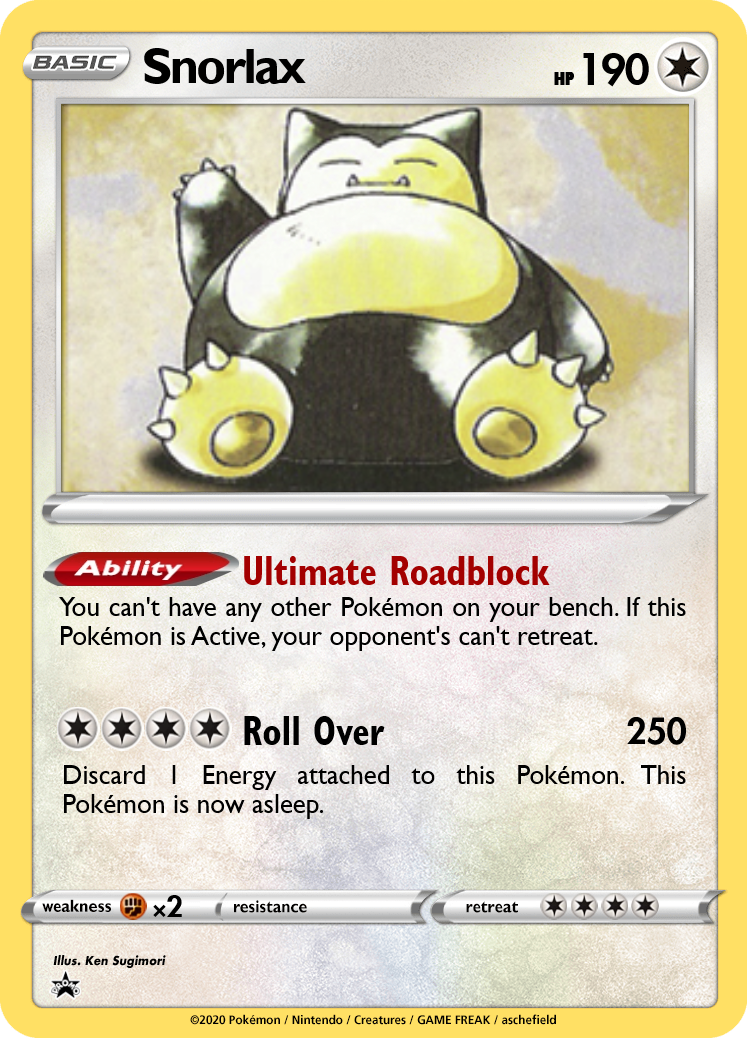 BASIC Snorlax HP 190
Ability Ultimate Roadblock
You can't have any other Pokémon on your bench. If this
Pokémon is Active, your opponent's can't retreat.
Roll Over 250
Discard 1 Energy attached to this Pokémon. This
Pokémon is now asleep.
weakness ×2 resistance retreat
Illus. Ken Sugimori
©2020 Pokémon / Nintendo / Creatures / GAME FREAK / aschefield